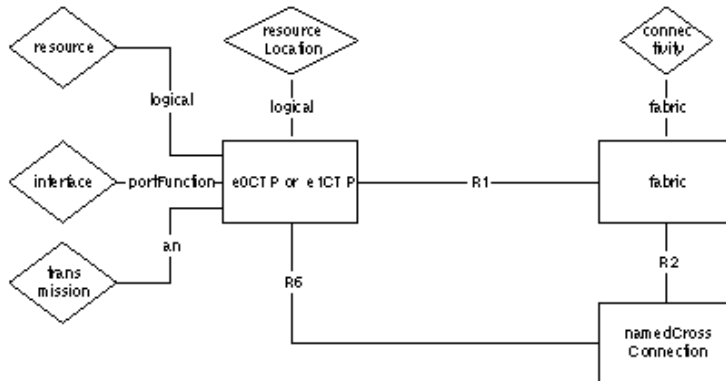 resource
resource
Location
connec
tivity
logical
logical
fabric
interface
portFunction
e0CTP or e1CTP
R1
fabric
an
trans
mission
R6
R2
namedCross
Connection